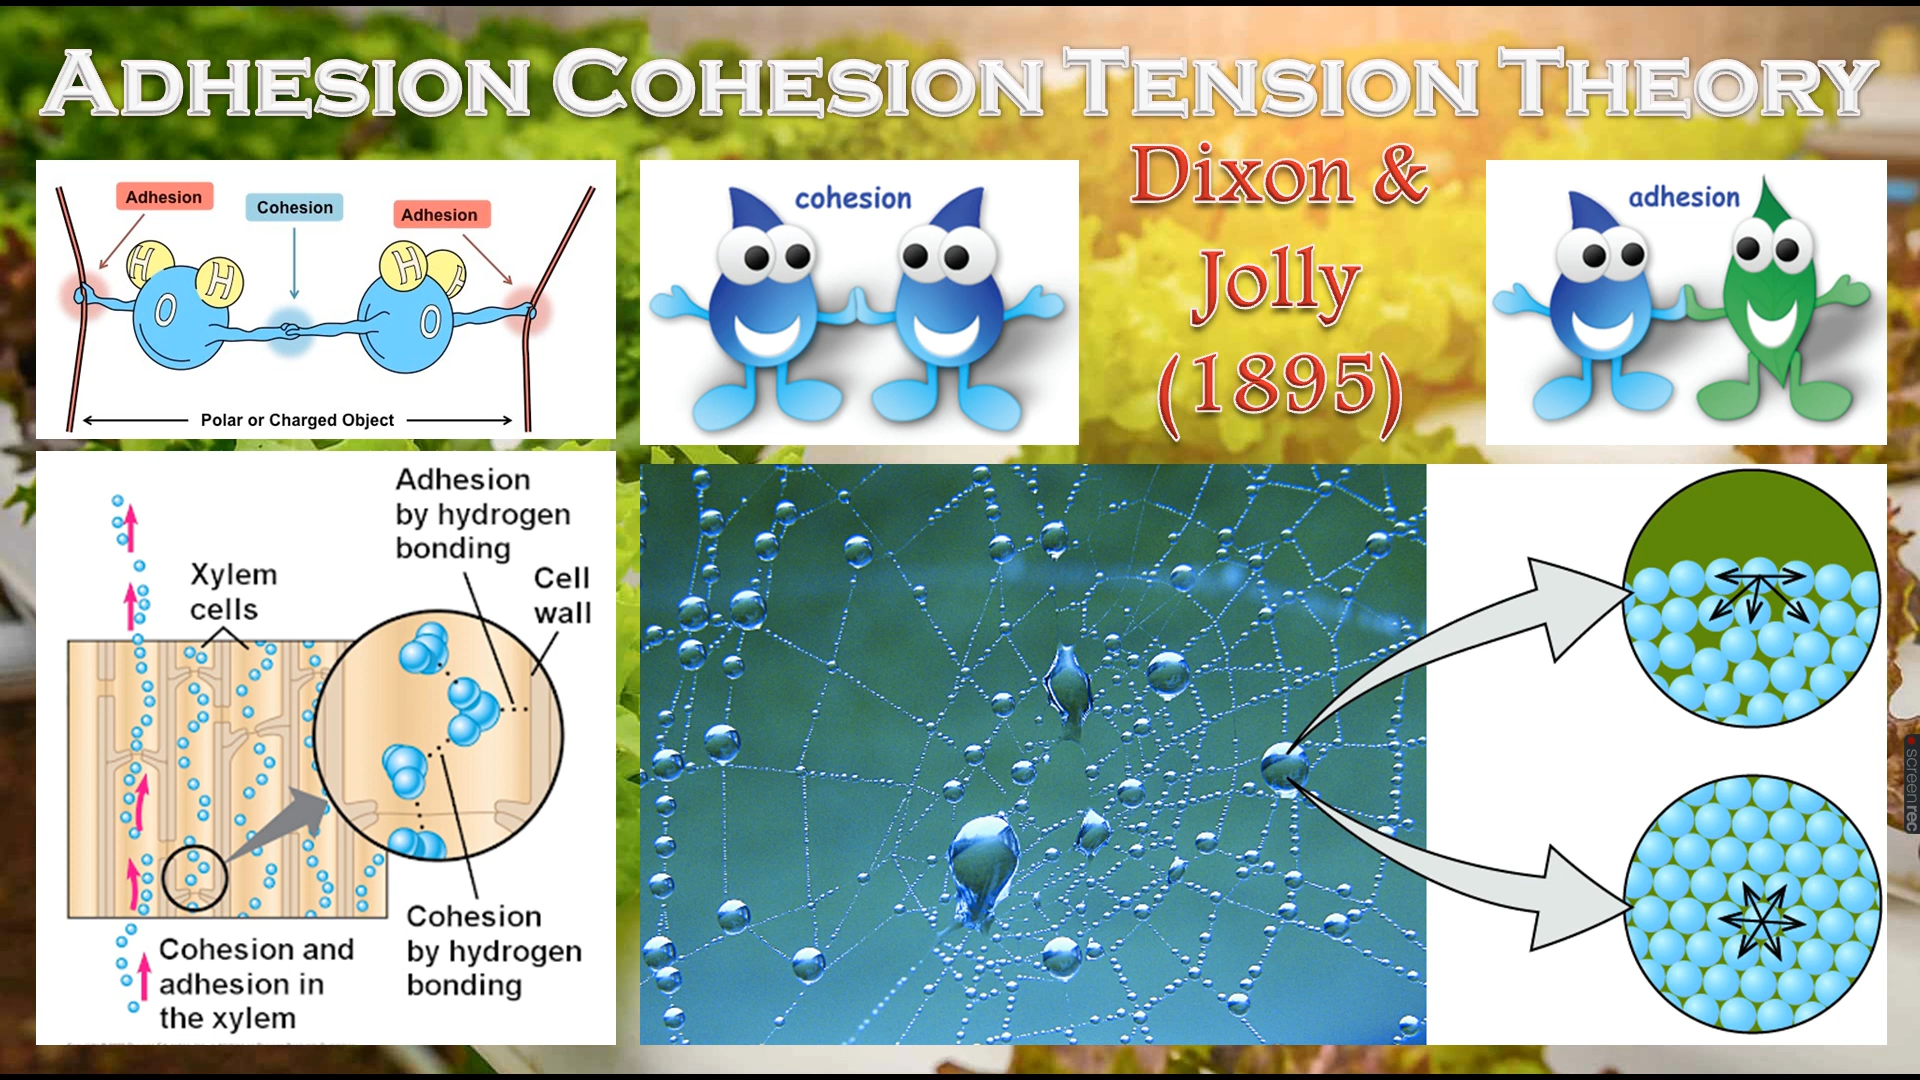 ADHESION COHESION TENSION THEORY
Dixon &
Jolly
(1895)
Adhesion
Cohesion
Adhesion
H
H
O
H
H
O
Polar or Charged Object
cohesion
adhesion
Adhesion
by hydrogen
bonding
Cell
wall
Xylem
cells
Cohesion
by hydrogen
bonding
Cohesion and
adhesion in
the xylem
screenrec